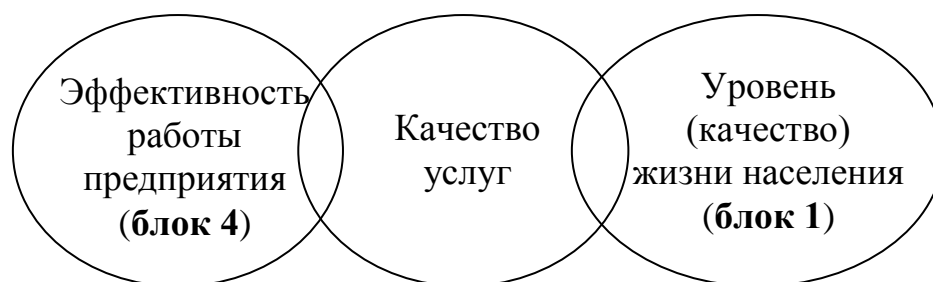 Эффективность
работы
предприятия
(блок 4)
Качество
услуг
Уровень
(качество)
жизни населения
(блок 1)